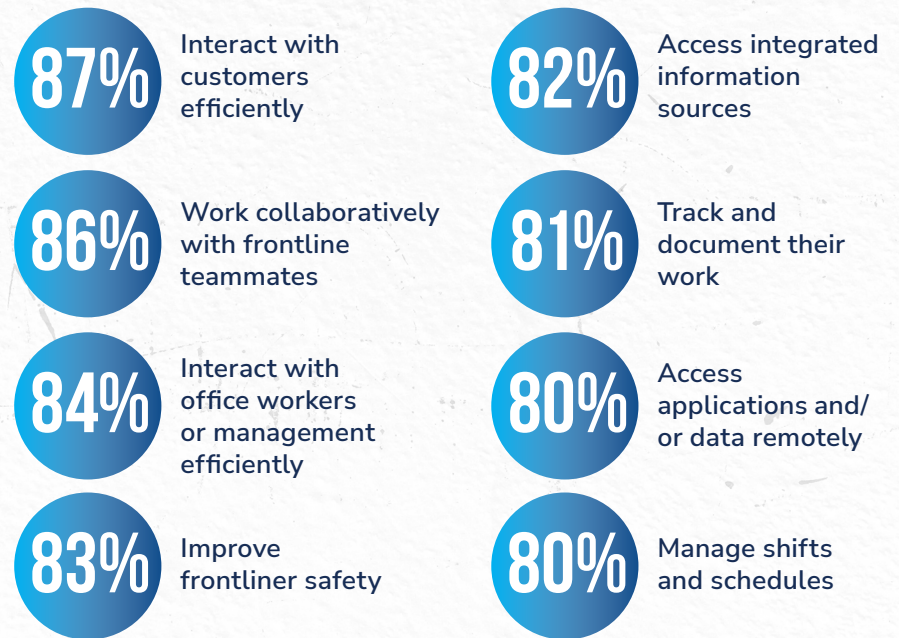 87%
Interact with
customers
efficiently
86%
Work collaboratively
with frontline
teammates
84%
Interact with
office workers
or management
efficiently
83%
Improve
frontliner safety
82%
Access integrated
information
sources
81%
Track and
document their
work
80%
Access
applications and/
or data remotely
80%
Manage shifts
and schedules